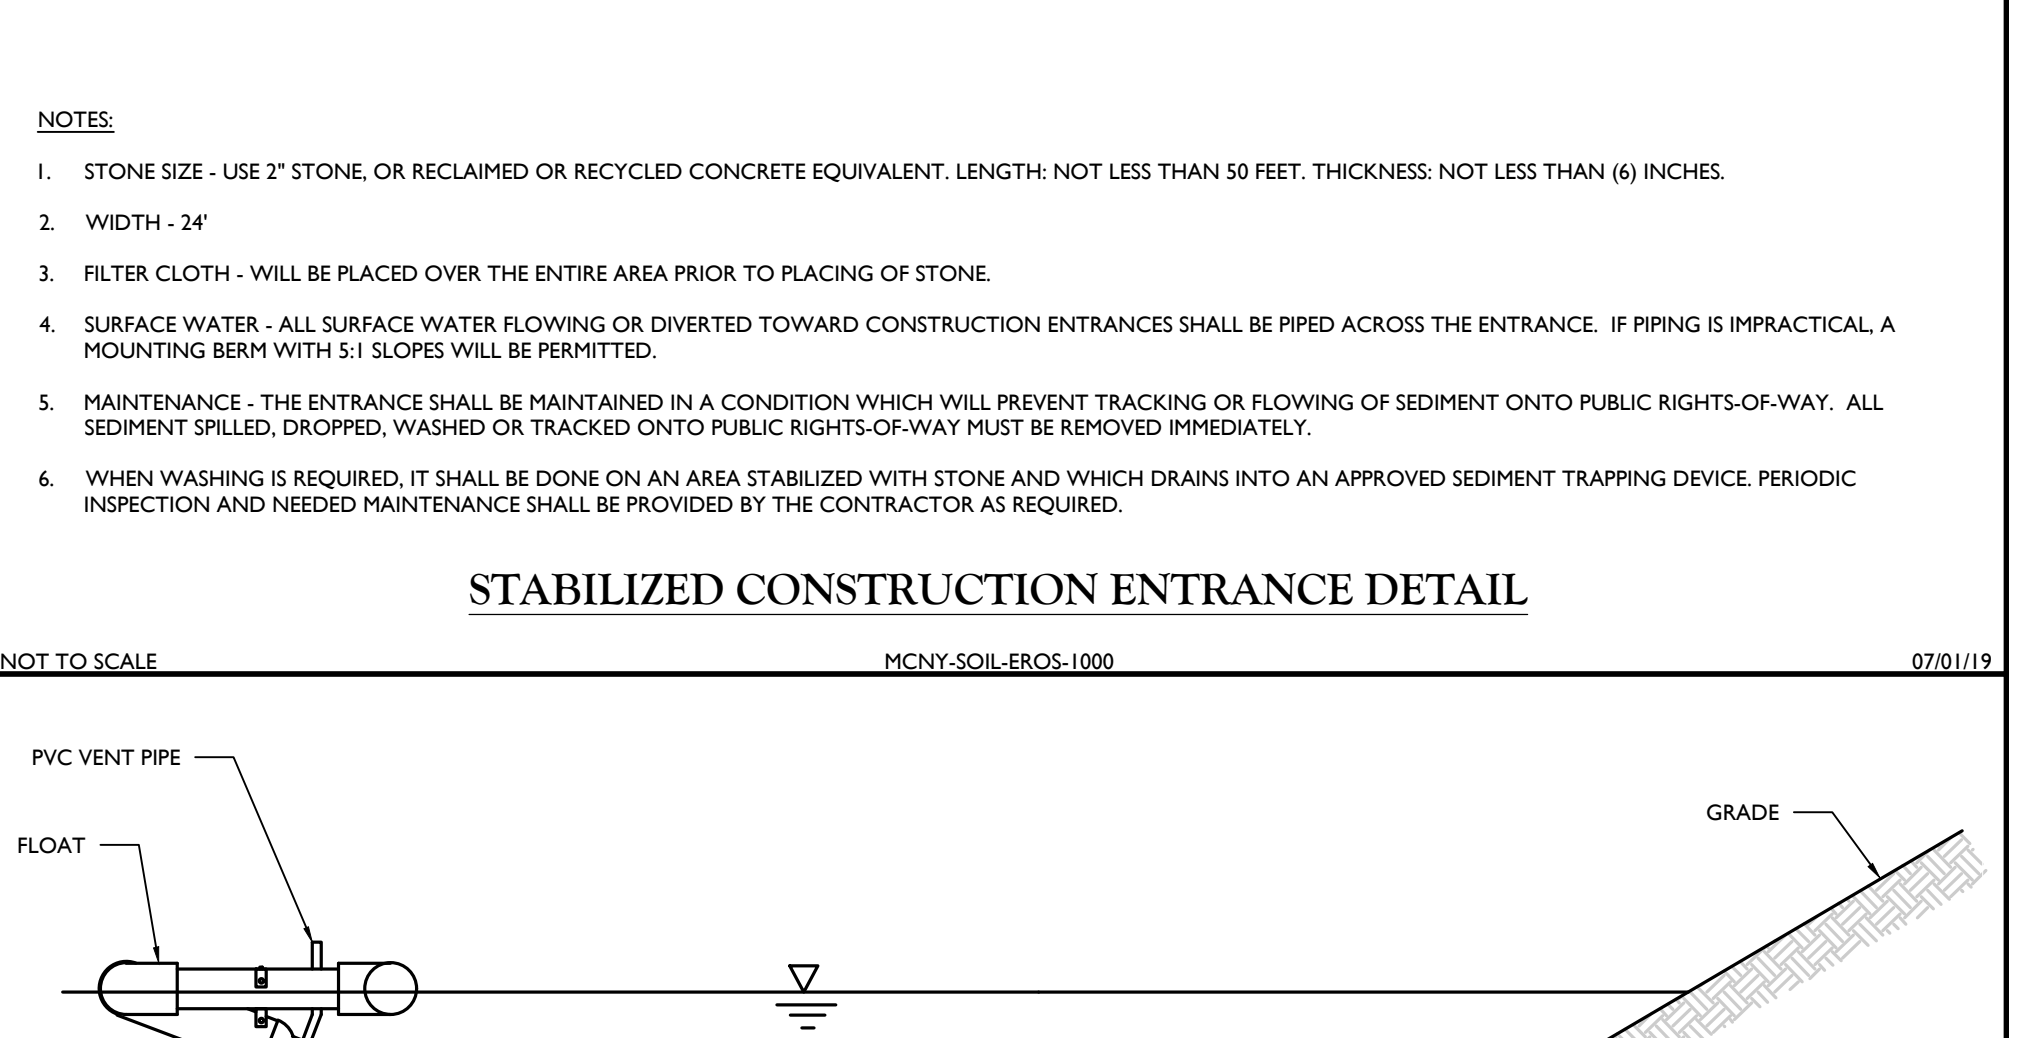 NOTES:
1. STONE SIZE - USE 2" STONE, OR RECLAIMED OR RECYCLED CONCRETE EQUIVALENT. LENGTH: NOT LESS THAN 50 FEET. THICKNESS: NOT LESS THAN (6) INCHES.
2. WIDTH - 24'
3. FILTER CLOTH - WILL BE PLACED OVER THE ENTIRE AREA PRIOR TO PLACING OF STONE.
4. SURFACE WATER - ALL SURFACE WATER FLOWING OR DIVERTED TOWARD CONSTRUCTION ENTRANCES SHALL BE PIPED ACROSS THE ENTRANCE. IF PIPING IS IMPRACTICAL, A
MOUNTING BERM WITH 5:1 SLOPES WILL BE PERMITTED.
5. MAINTENANCE - THE ENTRANCE SHALL BE MAINTAINED IN A CONDITION WHICH WILL PREVENT TRACKING OR FLOWING OF SEDIMENT ONTO PUBLIC RIGHTS-OF-WAY. ALL
SEDIMENT SPILLED, DROPPED, WASHED OR TRACKED ONTO PUBLIC RIGHTS-OF-WAY MUST BE REMOVED IMMEDIATELY.
6. WHEN WASHING IS REQUIRED, IT SHALL BE DONE ON AN AREA STABILIZED WITH STONE AND WHICH DRAINS INTO AN APPROVED SEDIMENT TRAPPING DEVICE. PERIODIC
INSPECTION AND NEEDED MAINTENANCE SHALL BE PROVIDED BY THE CONTRACTOR AS REQUIRED.
STABILIZED CONSTRUCTION ENTRANCE DETAIL
NOT TO SCALE MCNY-SOIL-EROS-1000 07/01/19
PVC VENT PIPE
GRADE
FLOAT